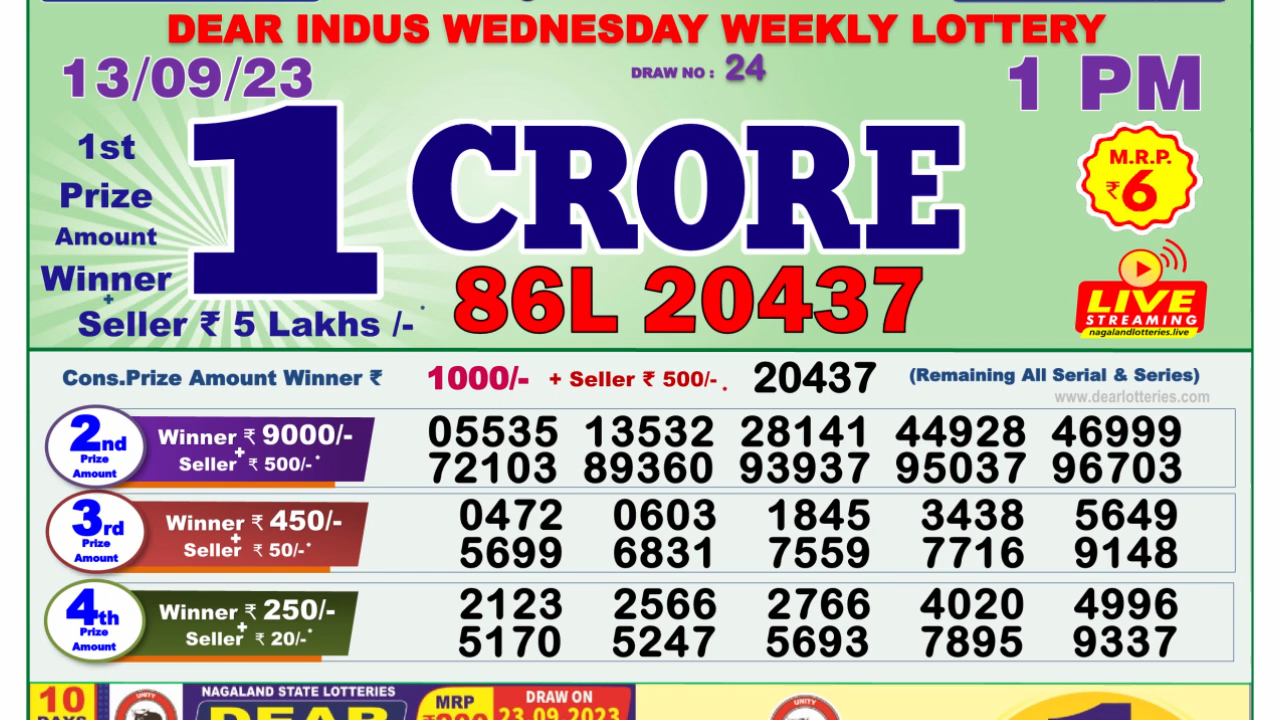 DEAR INDUS WEDNESDAY WEEKLY LOTTERY
13/09/23
DRAW NO : 24
1 PM
1st
Prize
Amount
Winner
+
Seller ₹ 5 Lakhs /-*
1 CRORE
86L 20437
M.R.P.
₹6
LIVE
STREAMING
nagalandlotteries.live
Cons.Prize Amount Winner ₹ 1000/- + Seller ₹ 500/- . 20437 (Remaining All Serial & Series)
www.dearlotteries.com
2nd
Prize
Amount
Winner ₹ 9000/-
+
Seller ₹ 500/-*
05535 13532 28141 44928 46999
72103 89360 93937 95037 96703
3rd
Prize
Amount
Winner ₹ 450/-
+
Seller ₹ 50/-*
0472 0603 1845 3438 5649
5699 6831 7559 7716 9148
4th
Prize
Amount
Winner ₹ 250/-
+
Seller ₹ 20/-*
2123 2566 2766 4020 4996
5170 5247 5693 7895 9337
10
DAYS
UNITY
NAGALAND STATE LOTTERIES
DEAR
MRP
DRAW ON
23.09.2023
UNITY
1